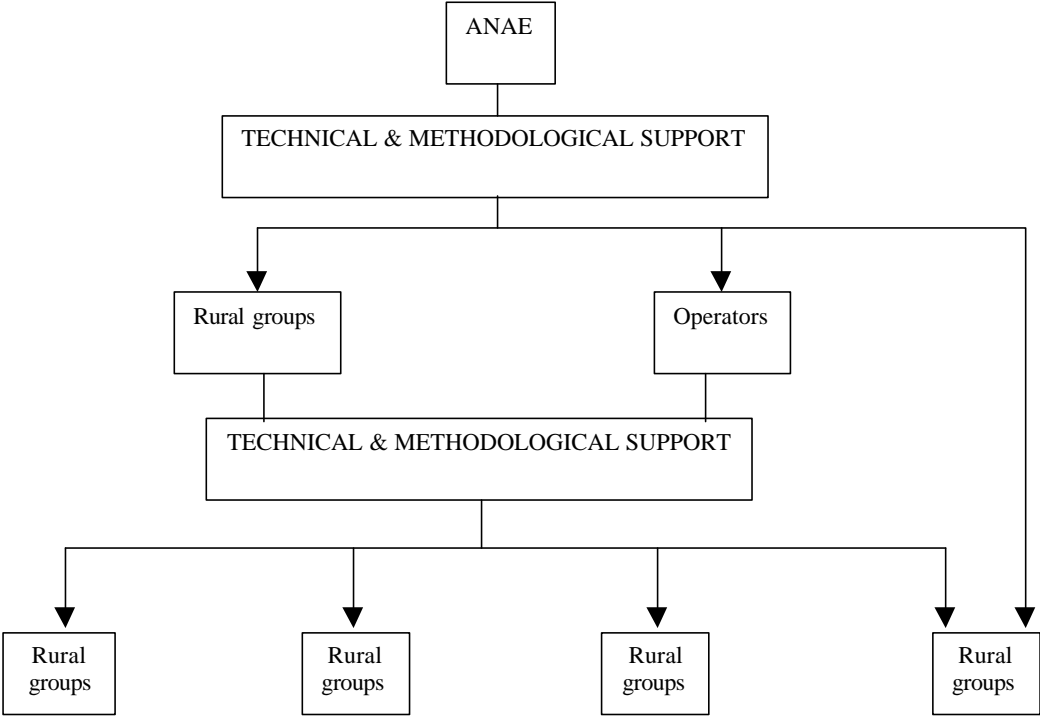 ANAE
TECHNICAL & METHODOLOGICAL SUPPORT
Rural groups
Operators
TECHNICAL & METHODOLOGICAL SUPPORT
Rural
groups
Rural
groups
Rural
groups
Rural
groups